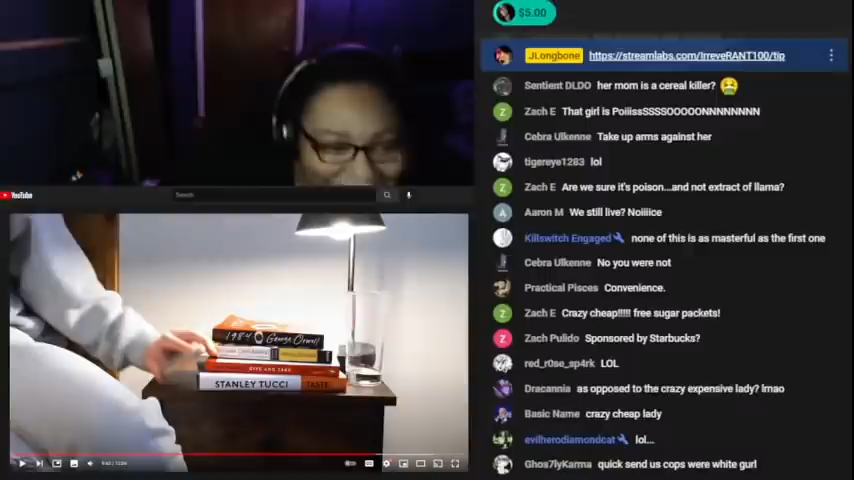 $5.00
JLongbone https://streamlabs.com/IrreveRANT100/tip
Sentient DLDO her mom is a cereal killer?
Z Zach E That girl is PoiiissSSSSOOOOONNNNNNNN
Cebra Ulkenne Take up arms against her
tigereye1283 lol
Z Zach E Are we sure it's poison...and not extract of llama?
A Aaron M We still live? Noiiiice
Killswitch Engaged none of this is as masterful as the first one
Cebra Ulkenne No you were not
Practical Pisces Convenience.
Z Zach E Crazy cheap!!!!! free sugar packets!
Z Zach Pulido Sponsored by Starbucks?
red_r0se_sp4rk LOL
Dracannia as opposed to the crazy expensive lady? lmao
Basic Name crazy cheap lady
evilherodiamondcat lol...
Ghos7lyKarma quick send us cops were white gurl
YouTube
Search
1984 George Orwell
GIVE AND TAKE
STANLEY TUCCI TASTE